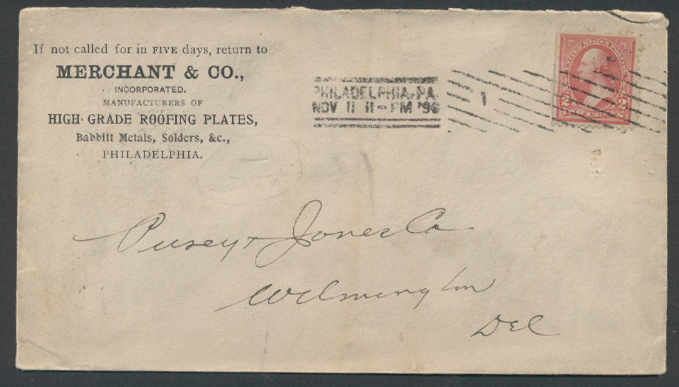 If not called for in FIVE days, return to
MERCHANT & CO.,
INCORPORATED.
MANUFACTURERS OF
HIGH GRADE ROOFING PLATES,
Babbitt Metals, Solders, &c.,
PHILADELPHIA.
PHILADELPHIA, PA.
NOV 11 11-PM '96
1
Pusey + Jones Co
Wilmington
Del